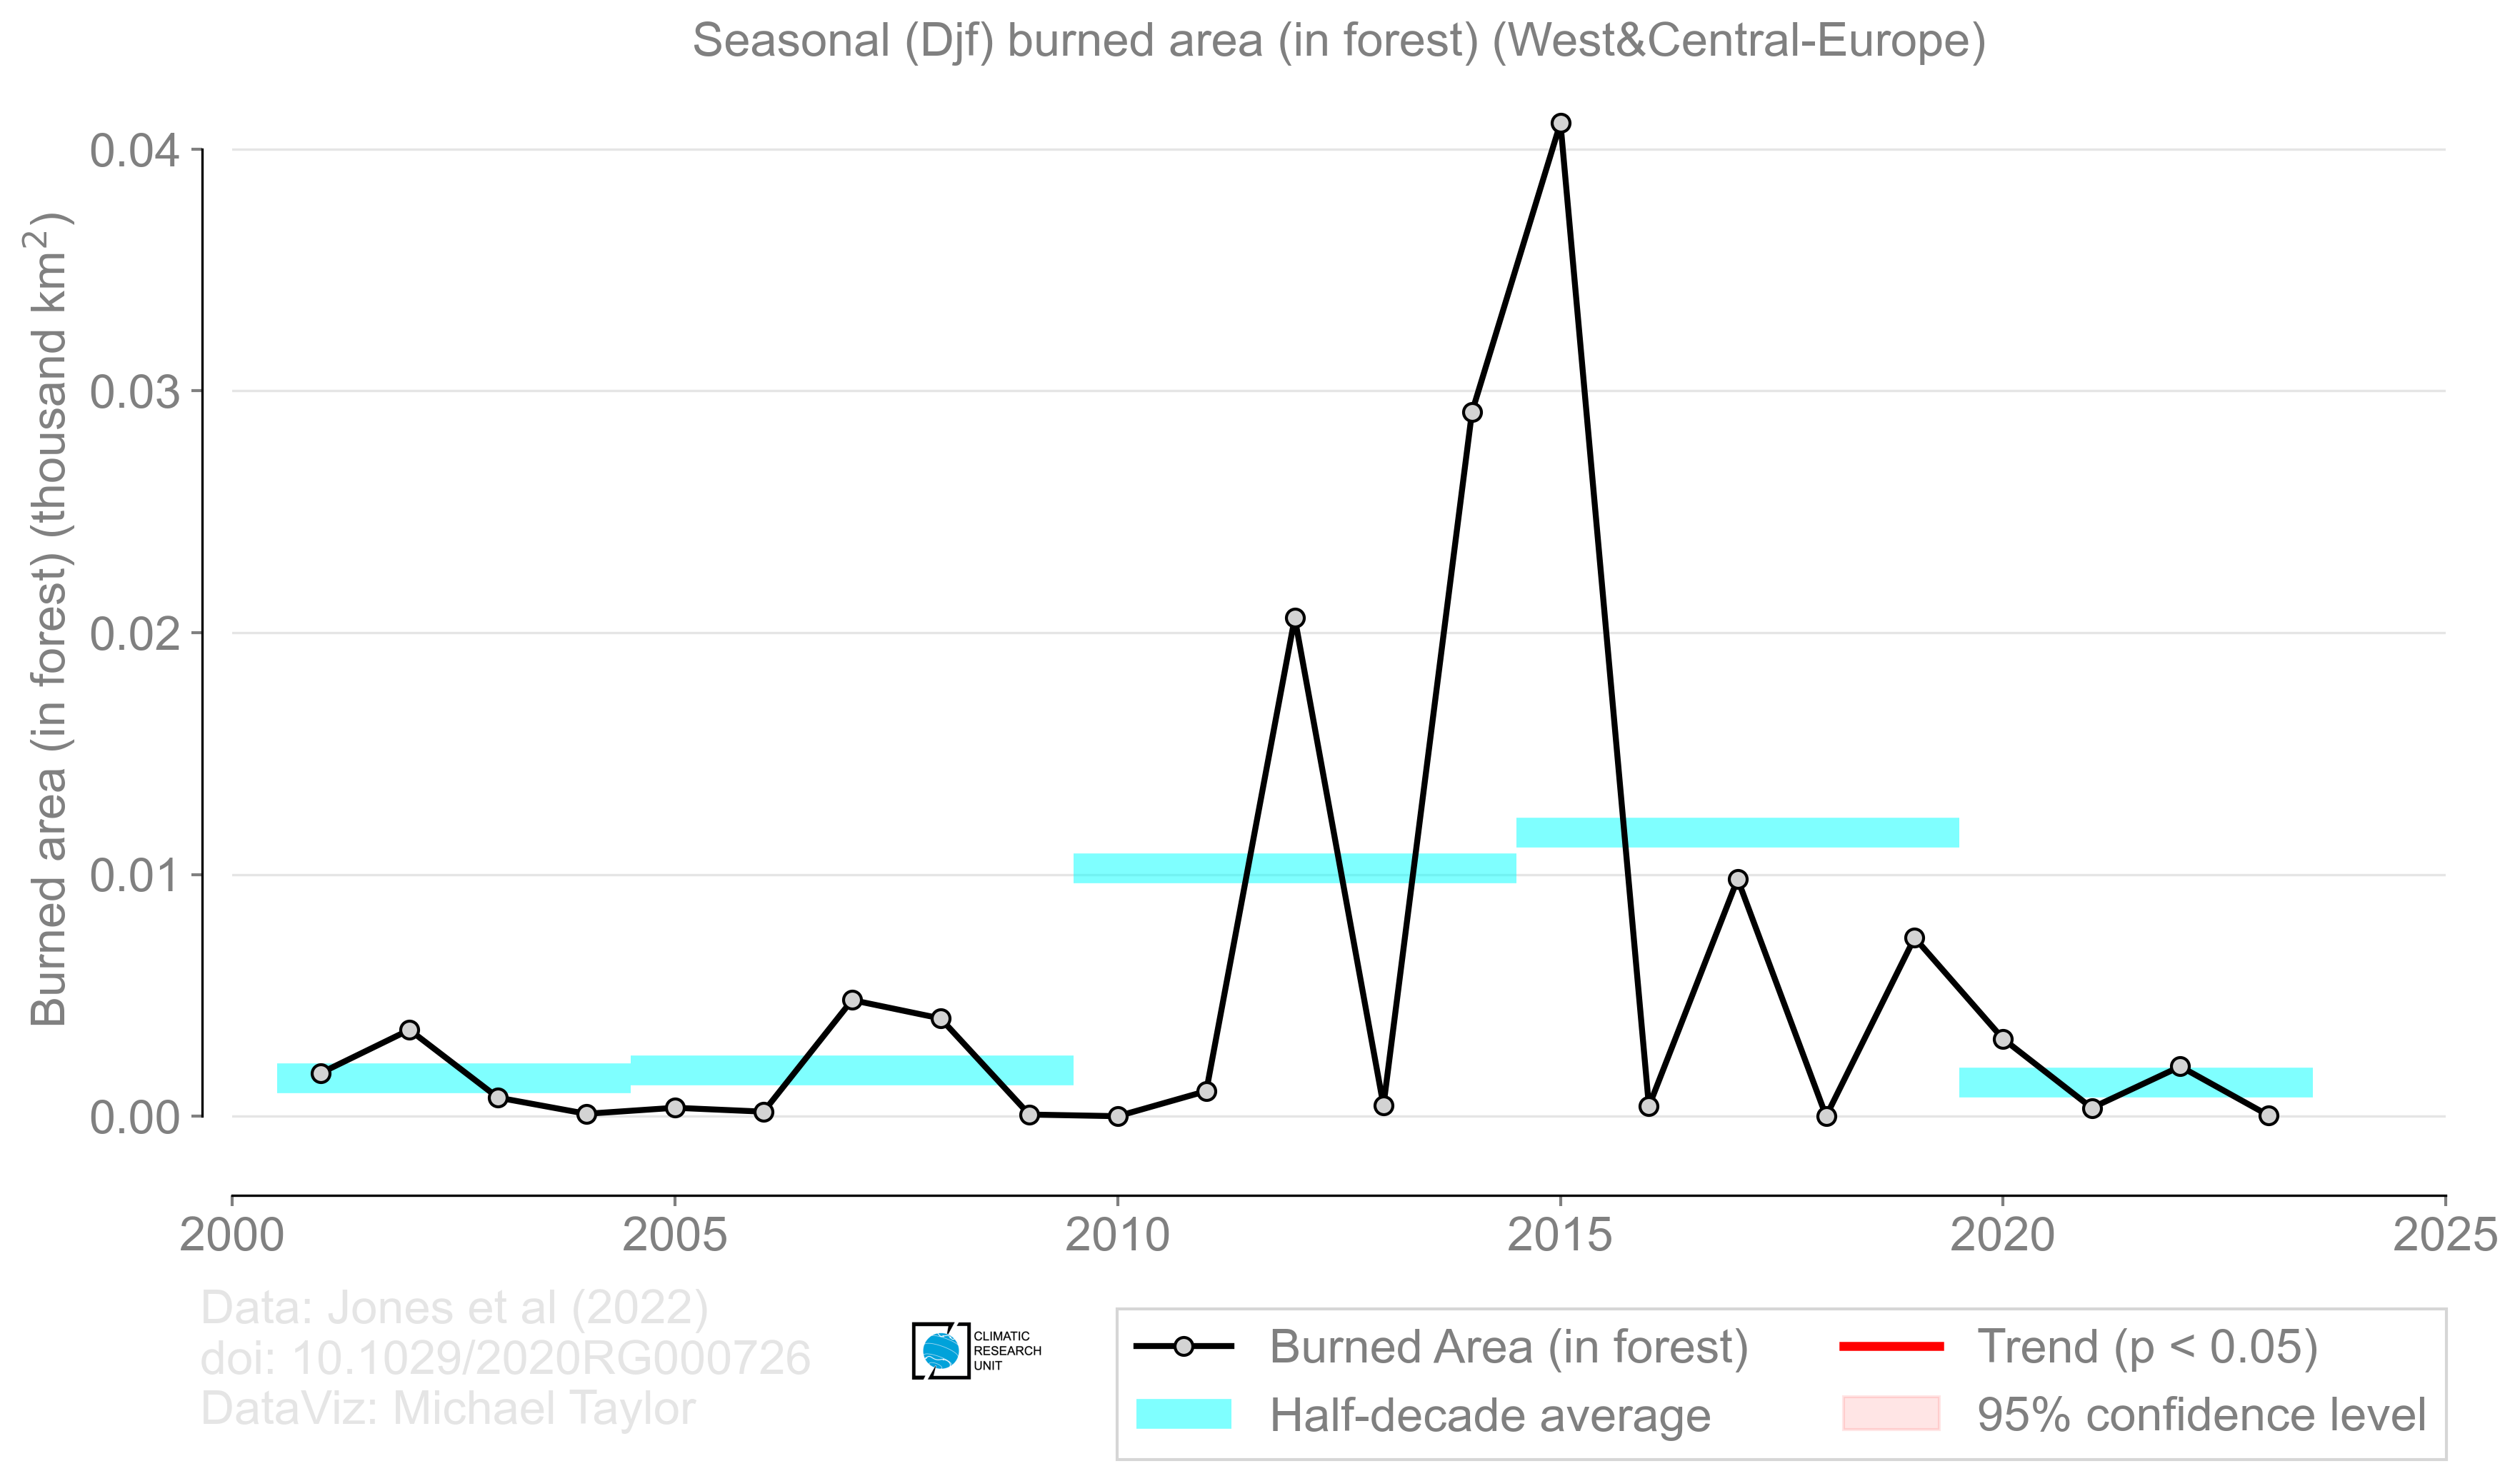 Seasonal (Djf) burned area (in forest) (West&Central-Europe)
Burned area (in forest) (thousand km²)
0.04
0.03
0.02
0.01
0.00
2000
2005
2010
2015
2020
2025
Data: Jones et al (2022)
doi: 10.1029/2020RG000726
DataViz: Michael Taylor
CLIMATIC
RESEARCH
UNIT
Burned Area (in forest)
Half-decade average
Trend (p < 0.05)
95% confidence level